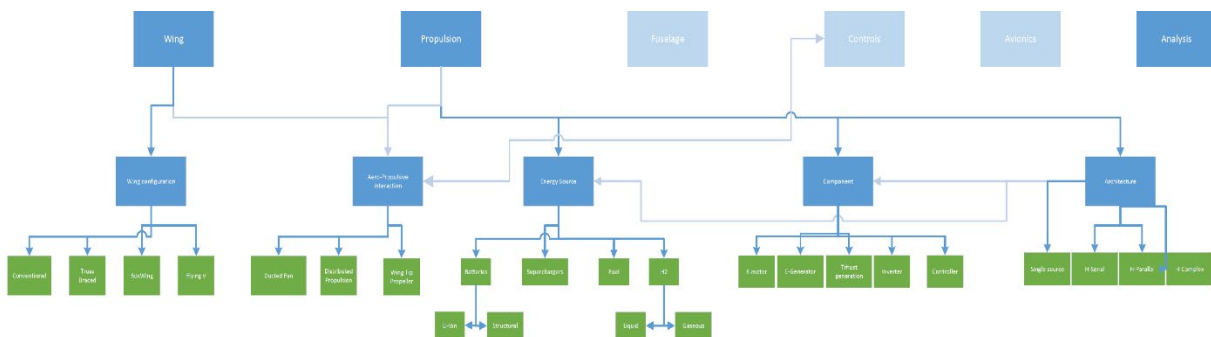 Wing
Propulsion
Fuselage
Controls
Avionics
Analysis
Wing configuration
Aero-Propulsive
interaction
Energy Source
Component
Architecture
Conventional
Truss
Braced
BoxWing
Flying V
Ducted Fan
Distributed
Propulsion
Wing Tip
Propeller
Batteries
Superchargers
Fuel
H2
E-motor
E-Generator
Thrust
generation
Inverter
Controller
Single source
H-Serial
H-Parallel
H-Complex
Li-Ion
Structural
Liquid
Gaseous